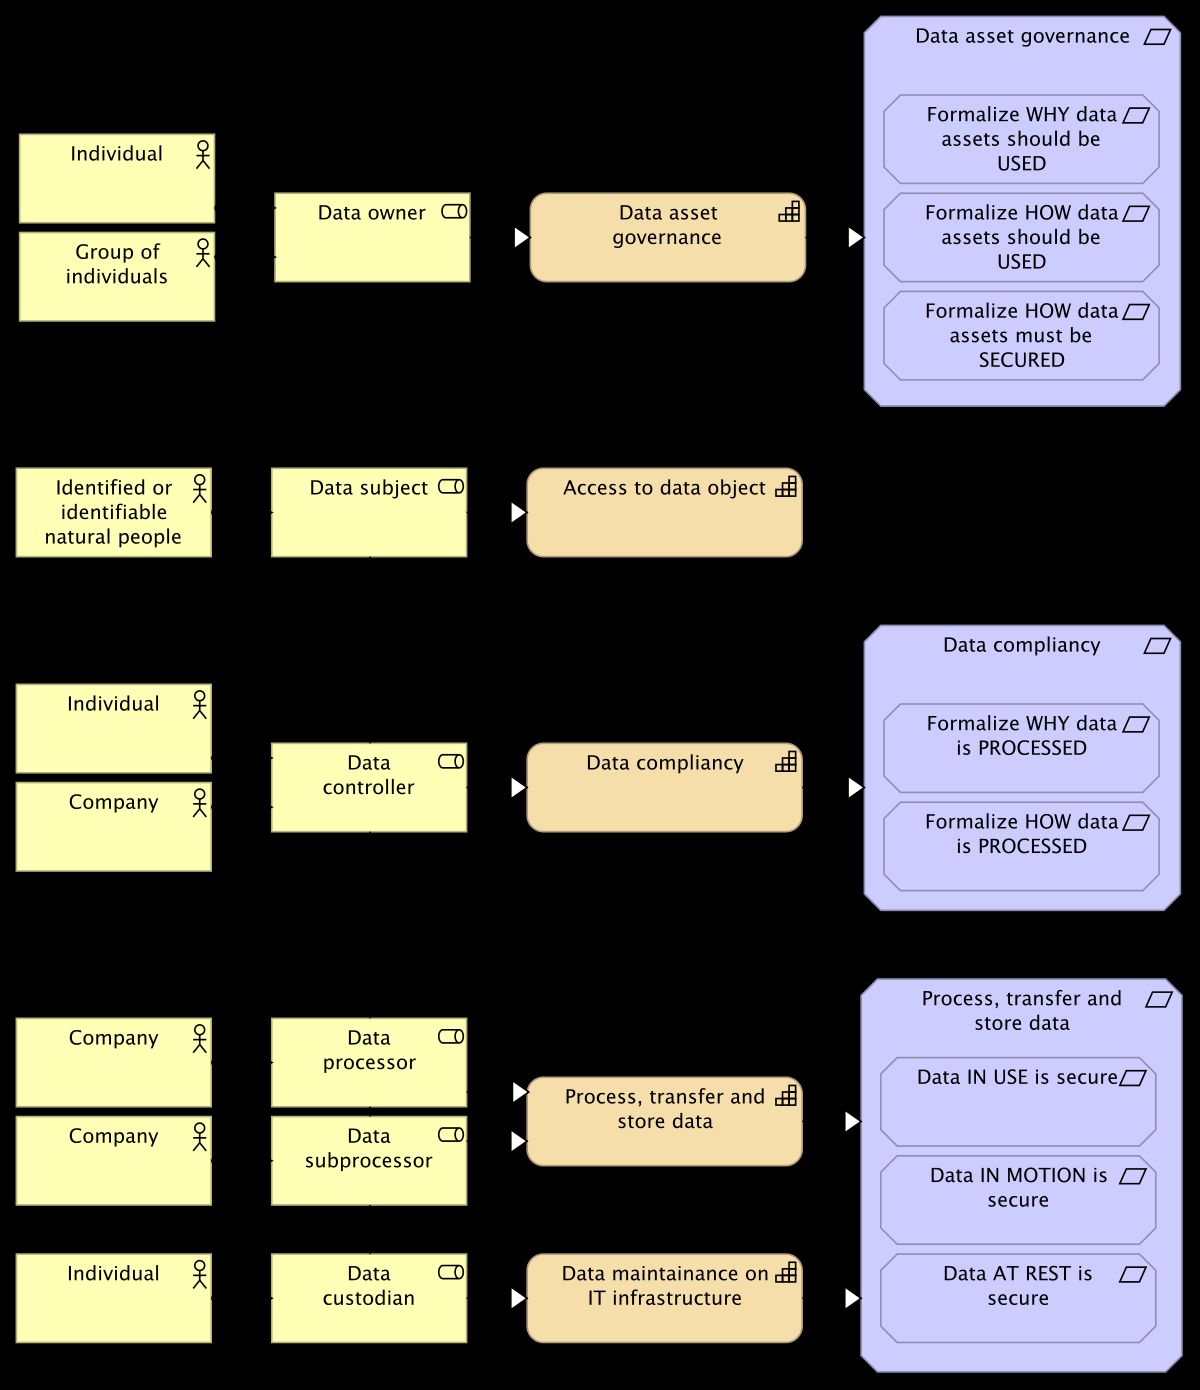 Data asset governance
Formalize WHY data
assets should be
USED
Individual
Data owner
Data asset
governance
Formalize HOW data
assets should be
USED
Group of
individuals
Formalize HOW data
assets must be
SECURED
Identified or
identifiable
natural people
Data subject
Access to data object
Data compliancy
Individual
Formalize WHY data
is PROCESSED
Data
controller
Data compliancy
Company
Formalize HOW data
is PROCESSED
Process, transfer and
store data
Company
Data
processor
Data IN USE is secure
Process, transfer and
store data
Company
Data
subprocessor
Data IN MOTION is
secure
Individual
Data
custodian
Data maintainance on
IT infrastructure
Data AT REST is
secure